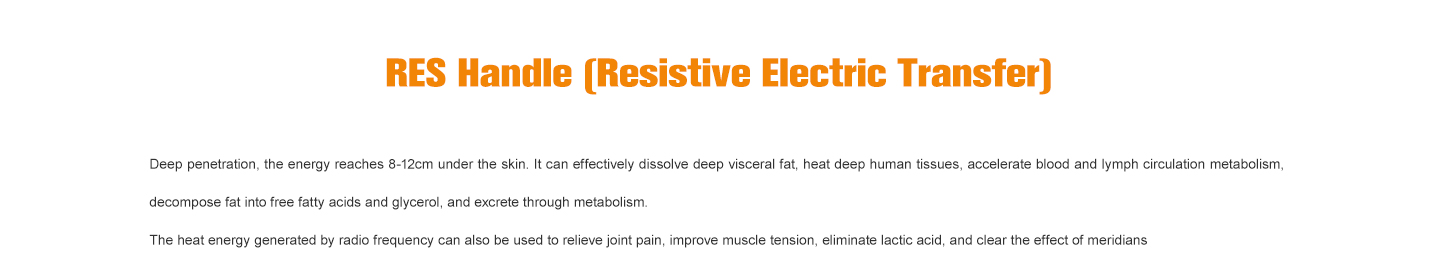 RES Handle (Resistive Electric Transfer)
Deep penetration, the energy reaches 8-12cm under the skin. It can effectively dissolve deep visceral fat, heat deep human tissues, accelerate blood and lymph circulation metabolism,
decompose fat into free fatty acids and glycerol, and excrete through metabolism.
The heat energy generated by radio frequency can also be used to relieve joint pain, improve muscle tension, eliminate lactic acid, and clear the effect of meridians